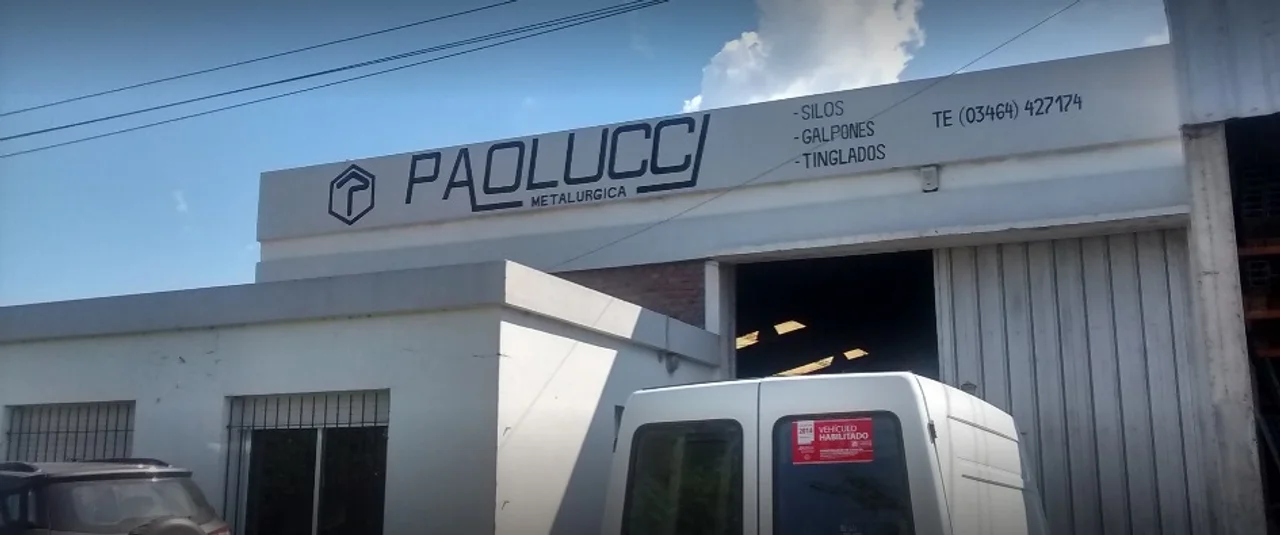 PAOLUCCI
METALURGICA
-SILOS
-GALPONES
-TINGLADOS
TE (03464) 427174
VEHÍCULO
HABILITADO